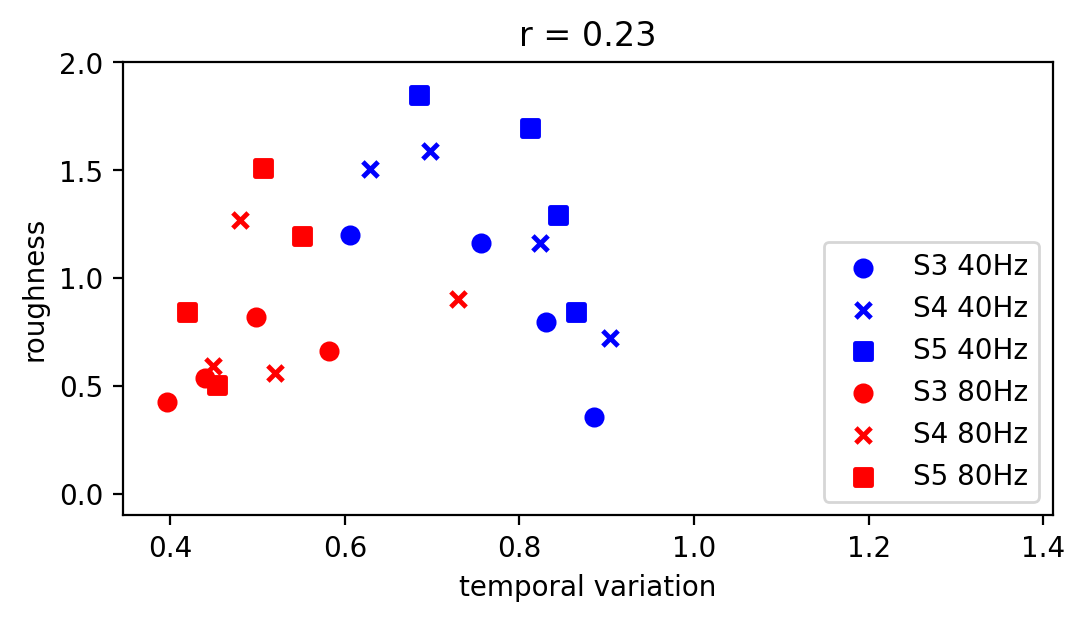 r = 0.23
2.0
1.5
1.0
0.5
0.0
roughness
S3 40Hz
S4 40Hz
S5 40Hz
S3 80Hz
S4 80Hz
S5 80Hz
0.4 0.6 0.8 1.0 1.2 1.4
temporal variation